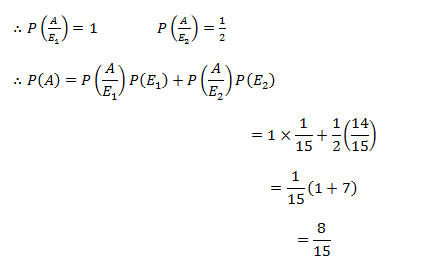 ∴ P(A/E₁) = 1 P(A/E₂) = 1/2
∴ P(A) = P(A/E₁) P(E₁) + P(A/E₂) P(E₂)
= 1 × 1/15 + 1/2 (14/15)
= 1/15 (1 + 7)
= 8/15